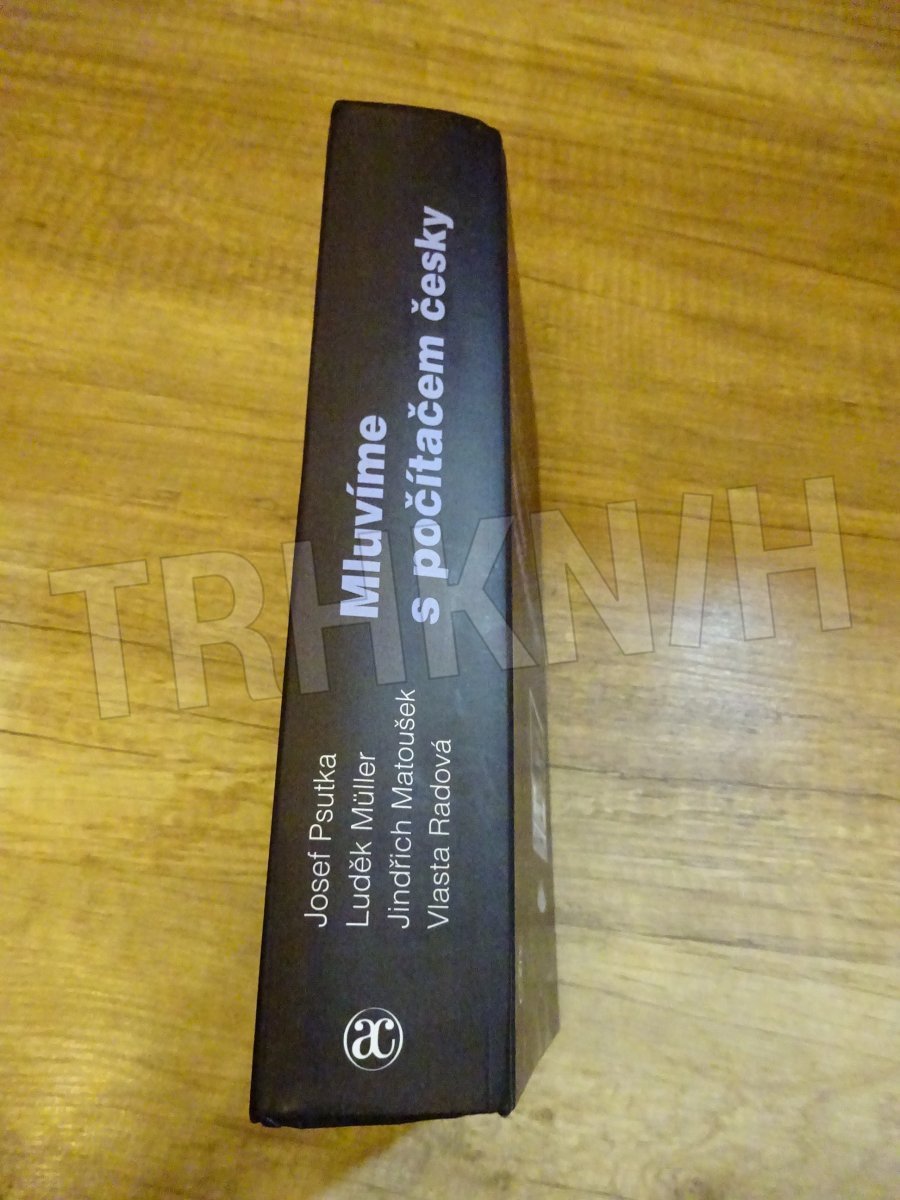 Josef Psutka
Luděk Müller
Jindřich Matoušek
Vlasta Radová
Mluvíme
s počítačem česky
ac
TRHKNIH